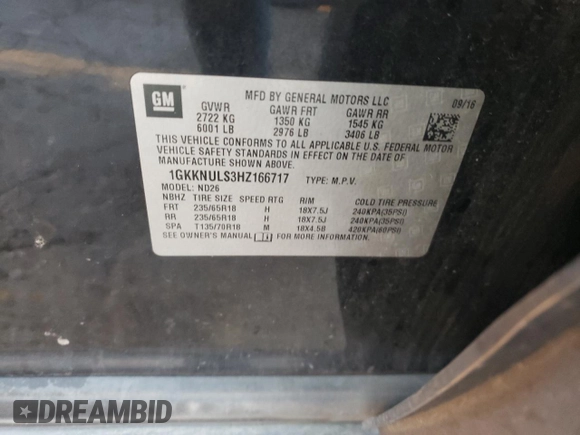 GM
MFD BY GENERAL MOTORS LLC 09/16
GVWR GAWR FRT GAWR RR
2722 KG 1350 KG 1545 KG
6001 LB 2976 LB 3406 LB
THIS VEHICLE CONFORMS TO ALL APPLICABLE U.S. FEDERAL MOTOR
VEHICLE SAFETY STANDARDS IN EFFECT ON THE DATE OF
MANUFACTURE SHOWN ABOVE.
1GKKNULS3HZ166717 TYPE: M.P.V.
MODEL: ND26
NBHZ TIRE SIZE SPEED RTG RIM COLD TIRE PRESSURE
FRT 235/65R18 H 18X7.5J 240KPA(35PSI)
RR 235/65R18 H 18X7.5J 240KPA(35PSI)
SPA T135/70R18 M 18X4.5B 420KPA(60PSI)
SEE OWNER'S MANUAL FOR MORE INFORMATION.
DREAMBID